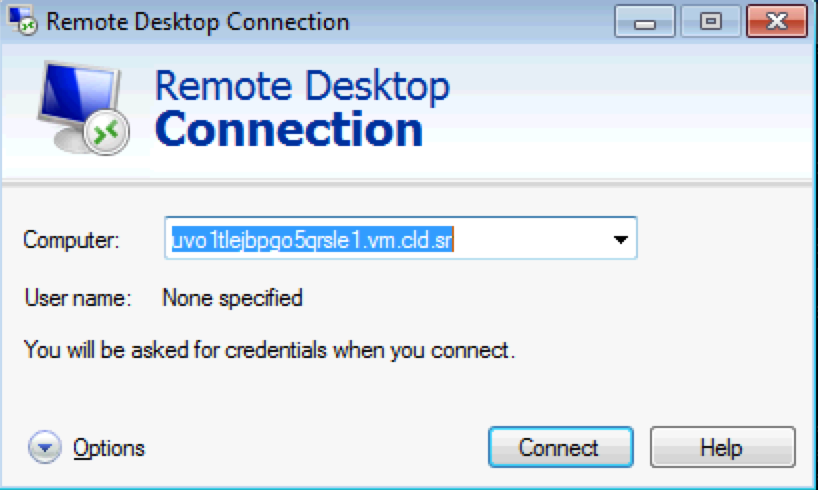 Remote Desktop Connection
Remote Desktop
Connection
Computer: uvo1tlejbpgo5qrsle1.vm.cld.sr
User name: None specified
You will be asked for credentials when you connect.
Options Connect Help